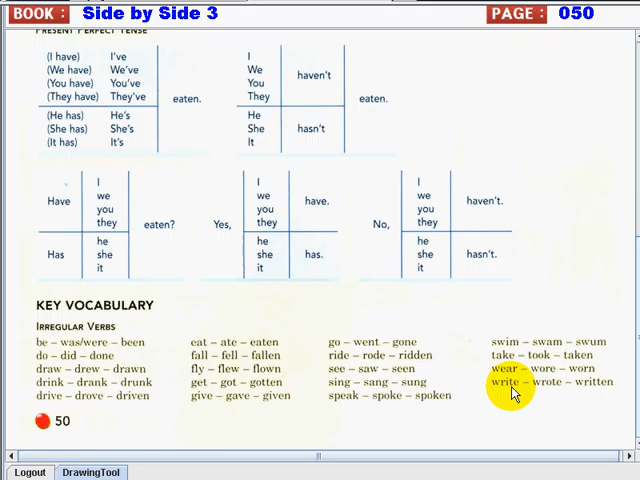 BOOK : Side by Side 3 PAGE : 050
PRESENT PERFECT TENSE
(I have) I've
(We have) We've
(You have) You've
(They have) They've
(He has) He's
(She has) She's
(It has) It's
eaten.
I
We
You
They
haven't
He
She
It
hasn't
eaten.
Have
I
we
you
they
Has
he
she
it
eaten?
Yes,
I
we
you
they
have.
he
she
it
has.
No,
I
we
you
they
haven't.
he
she
it
hasn't.
KEY VOCABULARY
IRREGULAR VERBS
be – was/were – been
do – did – done
draw – drew – drawn
drink – drank – drunk
drive – drove – driven
eat – ate – eaten
fall – fell – fallen
fly – flew – flown
get – got – gotten
give – gave – given
go – went – gone
ride – rode – ridden
see – saw – seen
sing – sang – sung
speak – spoke – spoken
swim – swam – swum
take – took – taken
wear – wore – worn
write – wrote – written
50
Logout DrawingTool